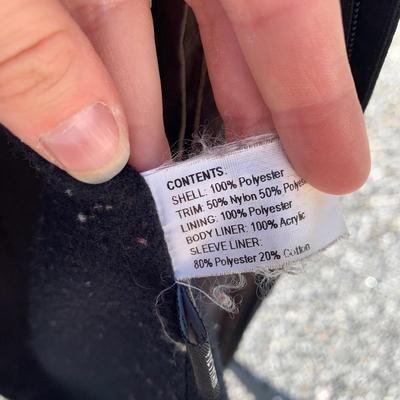 CONTENTS:
SHELL: 100% Polyester
TRIM: 50% Nylon 50%
LINING: 100% Polyester
BODY LINER: 100% Acrylic
SLEEVE LINER:
80% Polyester 20% Cotton